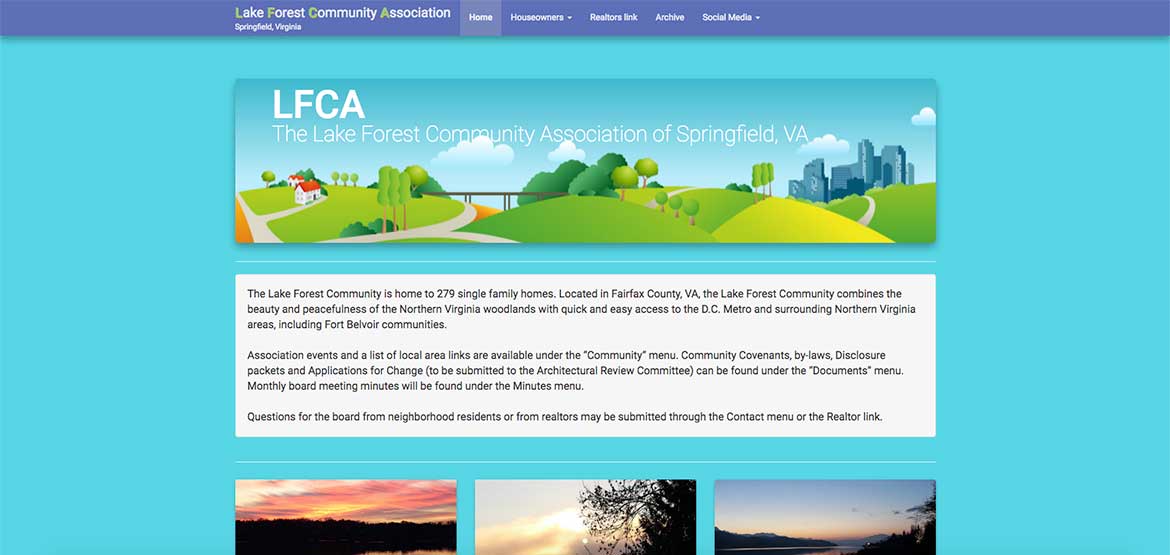 Lake Forest Community Association
Springfield, Virginia
Home
Houseowners
Realtors link
Archive
Social Media
LFCA
The Lake Forest Community Association of Springfield, VA
The Lake Forest Community is home to 279 single family homes. Located in Fairfax County, VA, the Lake Forest Community combines the
beauty and peacefulness of the Northern Virginia woodlands with quick and easy access to the D.C. Metro and surrounding Northern Virginia
areas, including Fort Belvoir communities.
Association events and a list of local area links are available under the “Community” menu. Community Covenants, by-laws, Disclosure
packets and Applications for Change (to be submitted to the Architectural Review Committee) can be found under the “Documents” menu.
Monthly board meeting minutes will be found under the Minutes menu.
Questions for the board from neighborhood residents or from realtors may be submitted through the Contact menu or the Realtor link.